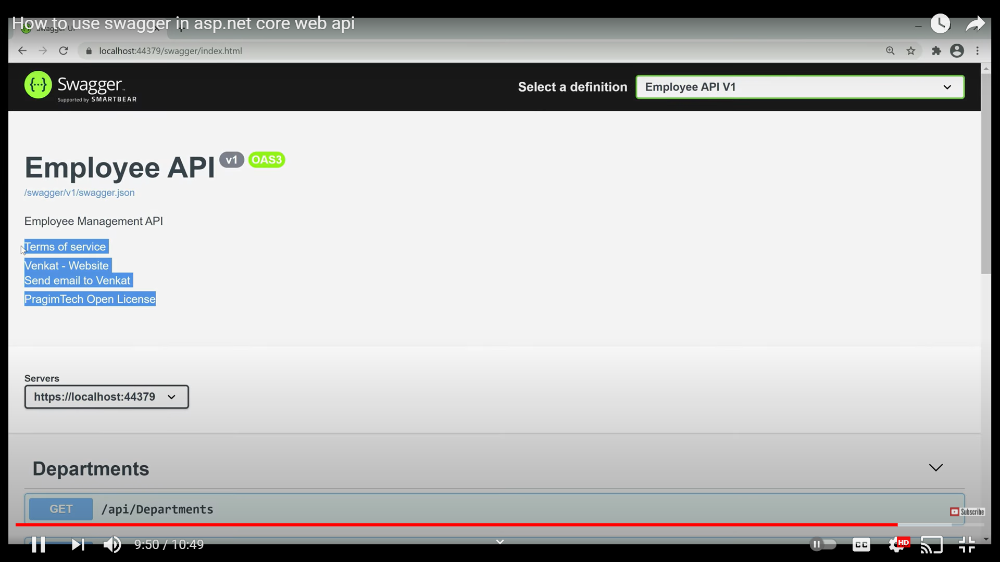 How to use swagger in asp.net core web api
Swagger UI
localhost:44379/swagger/index.html
{...} Swagger
Supported by SMARTBEAR
Select a definition
Employee API V1
Employee API v1 OAS3
/swagger/v1/swagger.json
Employee Management API
Terms of service
Venkat - Website
Send email to Venkat
PragimTech Open License
Servers
https://localhost:44379
Departments
GET /api/Departments
Subscribe
9:50 / 10:49
CC
HD